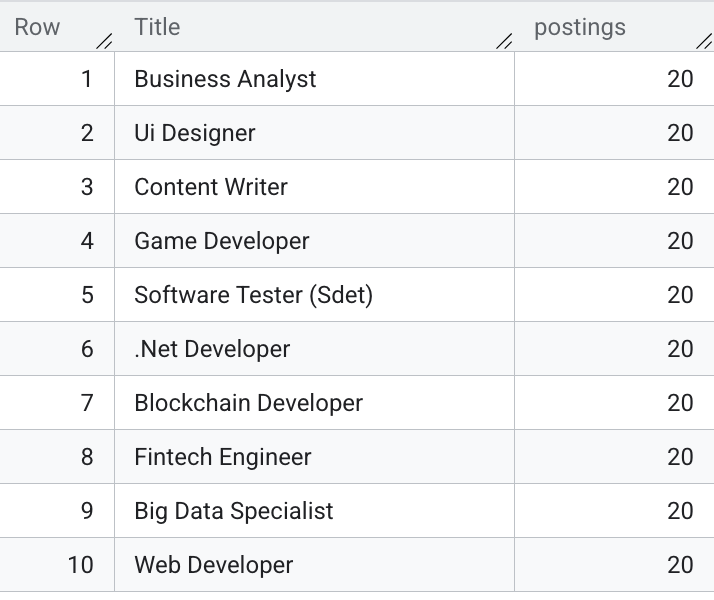 Row Title postings
1 Business Analyst 20
2 Ui Designer 20
3 Content Writer 20
4 Game Developer 20
5 Software Tester (Sdet) 20
6 .Net Developer 20
7 Blockchain Developer 20
8 Fintech Engineer 20
9 Big Data Specialist 20
10 Web Developer 20